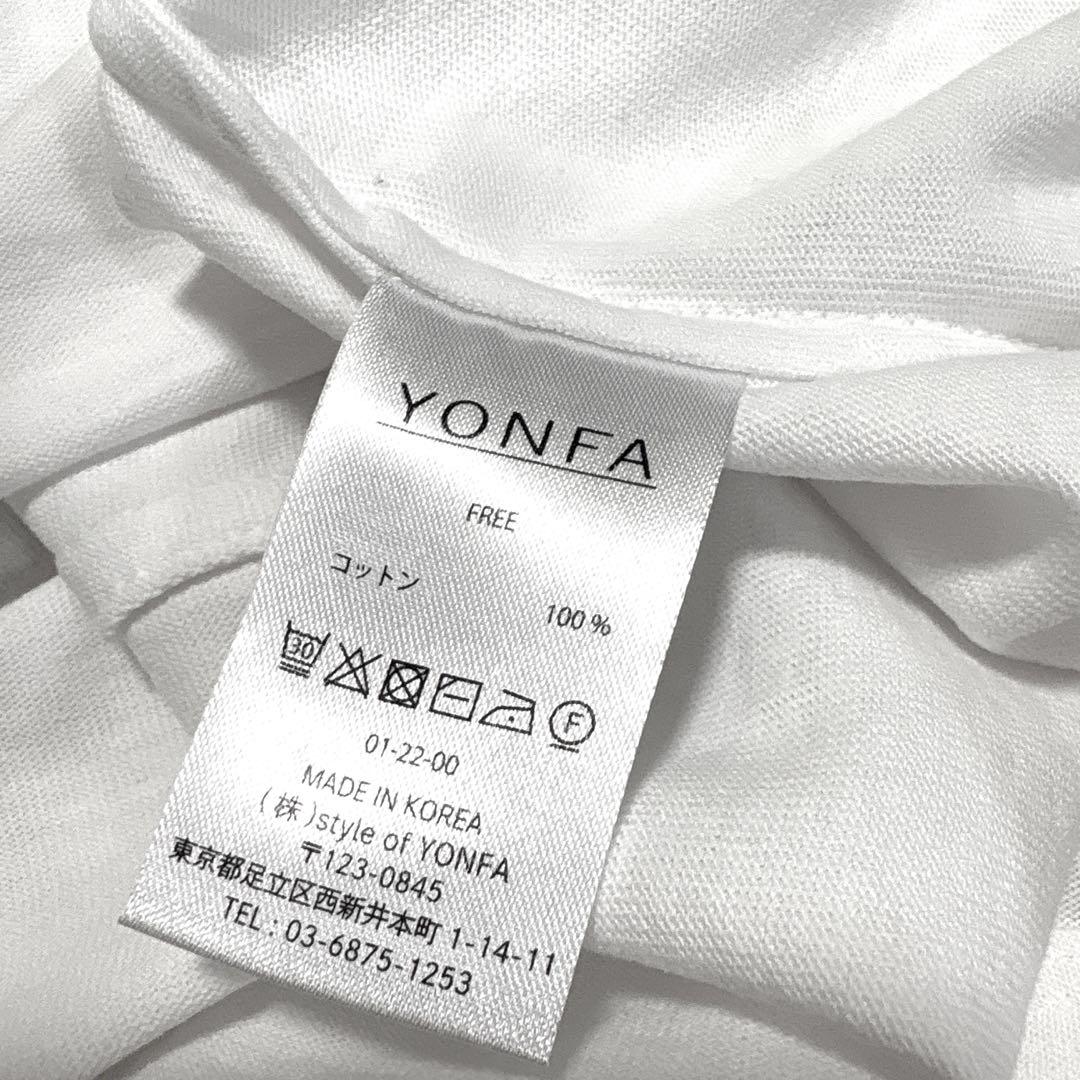 YONFA
FREE
コットン 100%
30 F
01-22-00
MADE IN KOREA
(株)style of YONFA
〒123-0845
東京都足立区西新井本町1-14-11
TEL:03-6875-1253